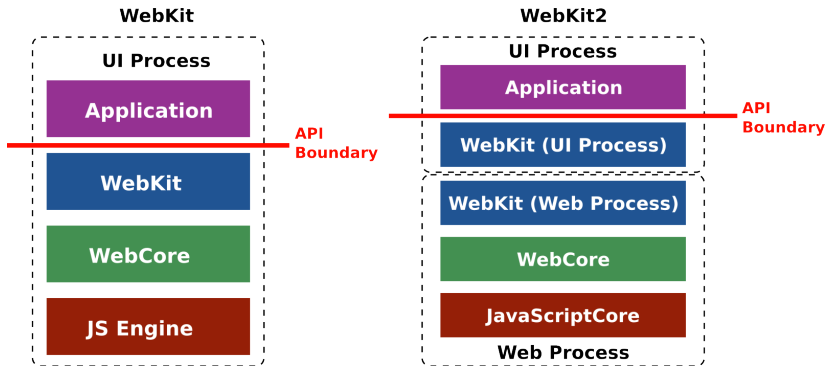 WebKit
UI Process
Application
API
Boundary
WebKit
WebCore
JS Engine
WebKit2
UI Process
Application
API
Boundary
WebKit (UI Process)
WebKit (Web Process)
WebCore
JavaScriptCore
Web Process